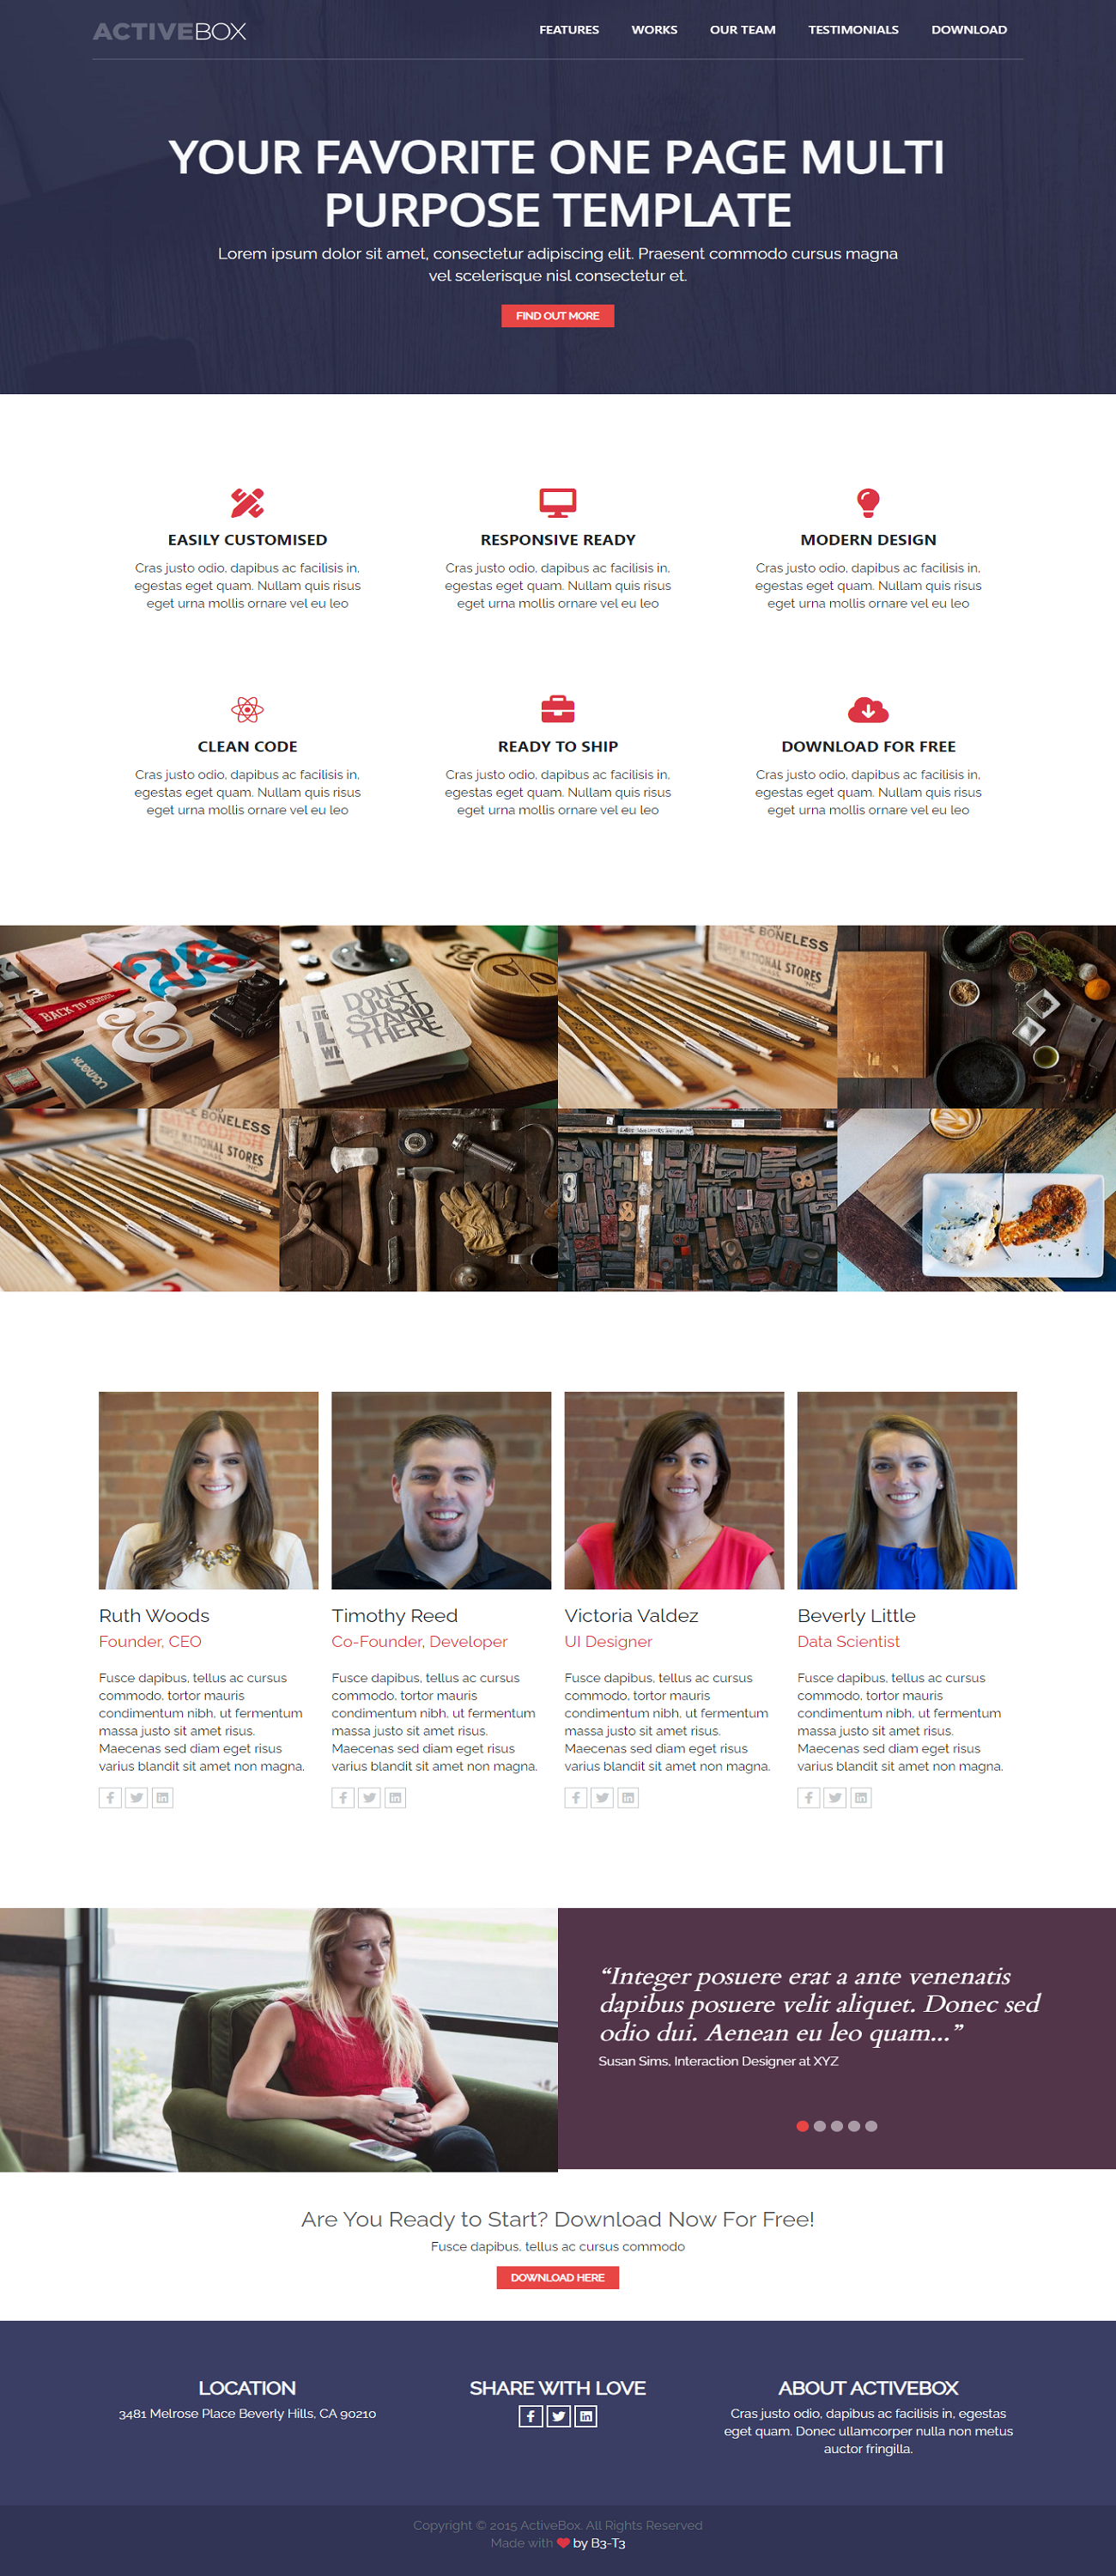 ACTIVEBOX
FEATURES WORKS OUR TEAM TESTIMONIALS DOWNLOAD
YOUR FAVORITE ONE PAGE MULTI
PURPOSE TEMPLATE
Lorem ipsum dolor sit amet, consectetur adipiscing elit. Praesent commodo cursus magna
vel scelerisque nisl consectetur et.
FIND OUT MORE
EASILY CUSTOMISED
Cras justo odio, dapibus ac facilisis in,
egestas eget quam. Nullam quis risus
eget urna mollis ornare vel eu leo
RESPONSIVE READY
Cras justo odio, dapibus ac facilisis in,
egestas eget quam. Nullam quis risus
eget urna mollis ornare vel eu leo
MODERN DESIGN
Cras justo odio, dapibus ac facilisis in,
egestas eget quam. Nullam quis risus
eget urna mollis ornare vel eu leo
CLEAN CODE
Cras justo odio, dapibus ac facilisis in,
egestas eget quam. Nullam quis risus
eget urna mollis ornare vel eu leo
READY TO SHIP
Cras justo odio, dapibus ac facilisis in,
egestas eget quam. Nullam quis risus
eget urna mollis ornare vel eu leo
DOWNLOAD FOR FREE
Cras justo odio, dapibus ac facilisis in,
egestas eget quam. Nullam quis risus
eget urna mollis ornare vel eu leo
BACK TO SCHOOL
&
DON'T
JUST
STAND
THERE
BONELESS
SALT CODFISH
NATIONAL STORES
BONELESS
NATIONAL STORES
Ruth Woods
Founder, CEO
Fusce dapibus, tellus ac cursus
commodo, tortor mauris
condimentum nibh, ut fermentum
massa justo sit amet risus.
Maecenas sed diam eget risus
varius blandit sit amet non magna.
Timothy Reed
Co-Founder, Developer
Fusce dapibus, tellus ac cursus
commodo, tortor mauris
condimentum nibh, ut fermentum
massa justo sit amet risus.
Maecenas sed diam eget risus
varius blandit sit amet non magna.
Victoria Valdez
UI Designer
Fusce dapibus, tellus ac cursus
commodo, tortor mauris
condimentum nibh, ut fermentum
massa justo sit amet risus.
Maecenas sed diam eget risus
varius blandit sit amet non magna.
Beverly Little
Data Scientist
Fusce dapibus, tellus ac cursus
commodo, tortor mauris
condimentum nibh, ut fermentum
massa justo sit amet risus.
Maecenas sed diam eget risus
varius blandit sit amet non magna.
“Integer posuere erat a ante venenatis
dapibus posuere velit aliquet. Donec sed
odio dui. Aenean eu leo quam...”
Susan Sims, Interaction Designer at XYZ
Are You Ready to Start? Download Now For Free!
Fusce dapibus, tellus ac cursus commodo
DOWNLOAD HERE
LOCATION
3481 Melrose Place Beverly Hills, CA 90210
SHARE WITH LOVE
ABOUT ACTIVEBOX
Cras justo odio, dapibus ac facilisis in, egestas
eget quam. Donec ullamcorper nulla non metus
auctor fringilla.
Copyright © 2015 ActiveBox. All Rights Reserved
Made with ❤ by B3-T3